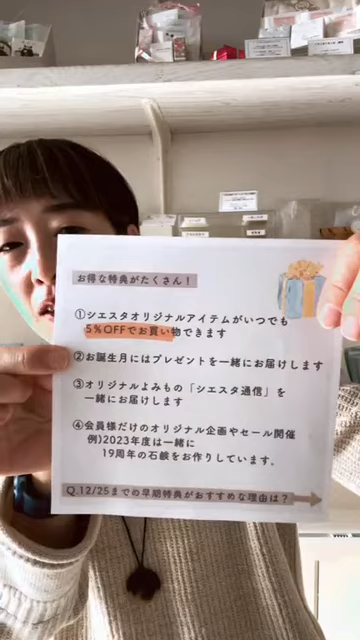 お得な特典がたくさん!
①シエスタオリジナルアイテムがいつでも
5%OFFでお買い物できます
②お誕生月にはプレゼントを一緒にお届けします
③オリジナルよみもの「シエスタ通信」を
一緒にお届けします
④会員様だけのオリジナル企画やセール開催
例)2023年度は一緒に
19周年の石鹸をお作りしています。
Q.12/25までの早期特典がおすすめな理由は?